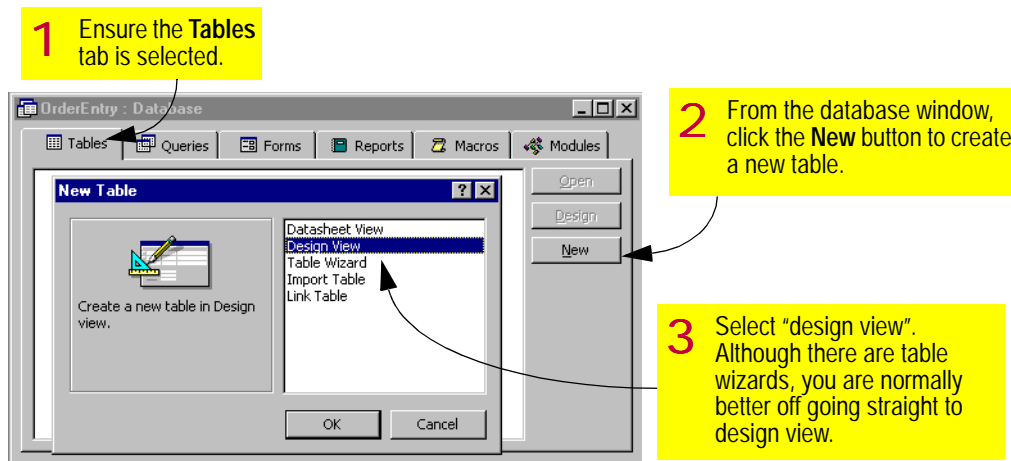 1 Ensure the Tables
tab is selected.
OrderEntry : Database
Tables Queries Forms Reports Macros Modules
2 From the database window,
click the New button to create
a new table.
Open
Design
New
New Table
Create a new table in Design
view.
Datasheet View
Design View
Table Wizard
Import Table
Link Table
OK Cancel
3 Select “design view”.
Although there are table
wizards, you are normally
better off going straight to
design view.